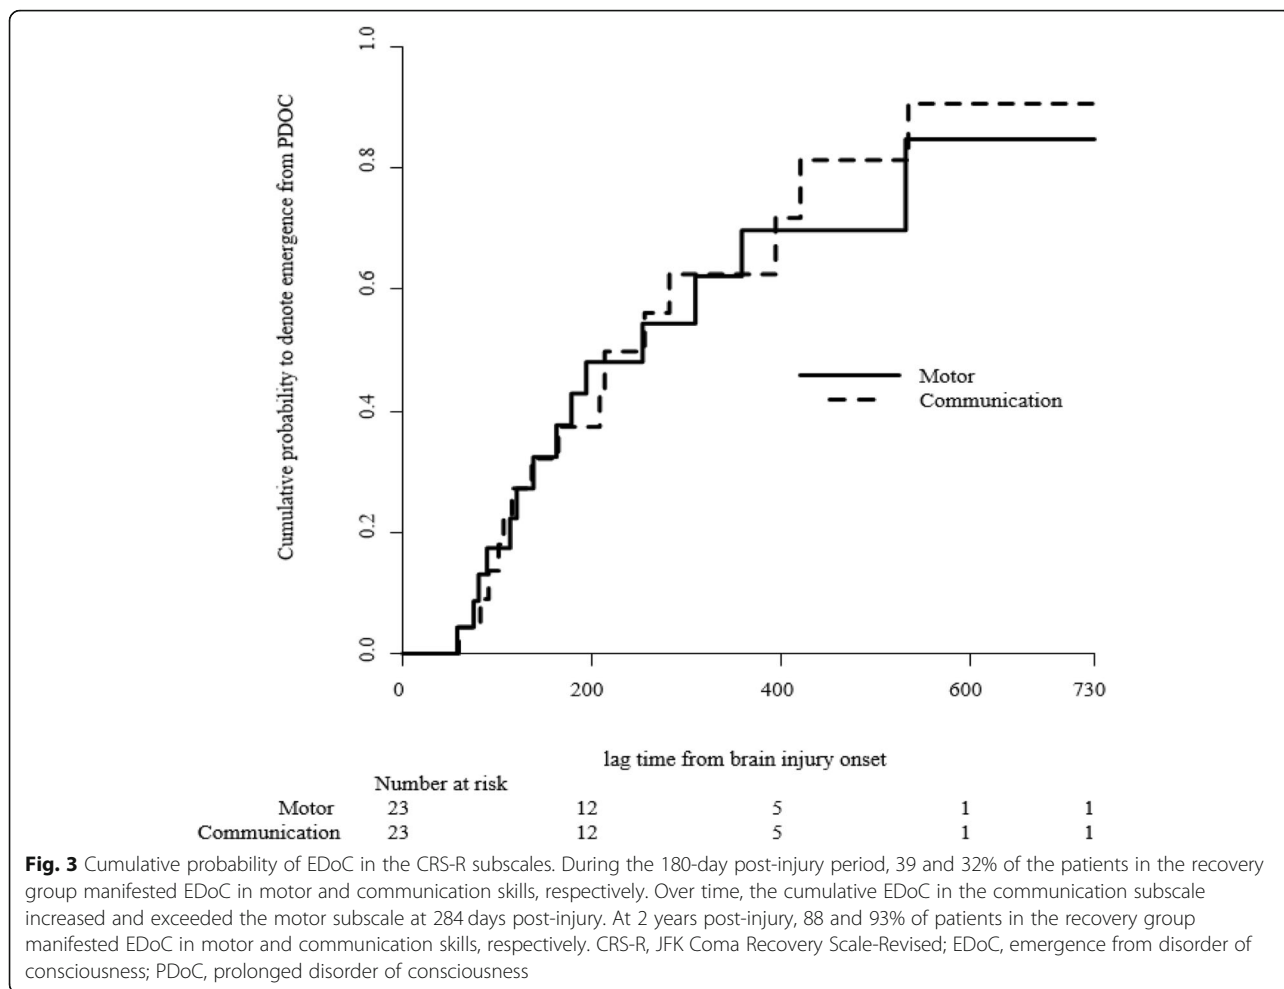 Cumulative probability to denote emergence from PDOC
1.0
0.8
0.6
0.4
0.2
0.0
Motor
Communication
0 200 400 600 730
lag time from brain injury onset
Number at risk
Motor 23 12 5 1 1
Communication 23 12 5 1 1
Fig. 3 Cumulative probability of EDoC in the CRS-R subscales. During the 180-day post-injury period, 39 and 32% of the patients in the recovery
group manifested EDoC in motor and communication skills, respectively. Over time, the cumulative EDoC in the communication subscale
increased and exceeded the motor subscale at 284 days post-injury. At 2 years post-injury, 88 and 93% of patients in the recovery group
manifested EDoC in motor and communication skills, respectively. CRS-R, JFK Coma Recovery Scale-Revised; EDoC, emergence from disorder of
consciousness; PDoC, prolonged disorder of consciousness